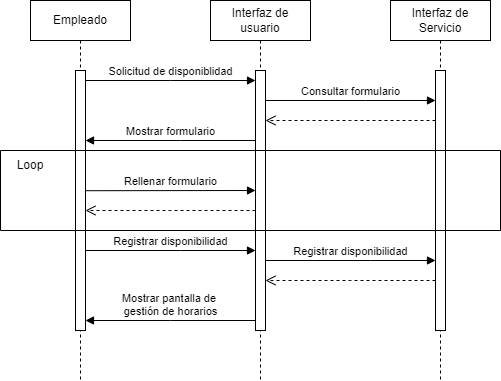 Empleado
Interfaz de
usuario
Interfaz de
Servicio
Solicitud de disponiblidad
Consultar formulario
Mostrar formulario
Loop
Rellenar formulario
Registrar disponibilidad
Registrar disponibilidad
Mostrar pantalla de
gestión de horarios